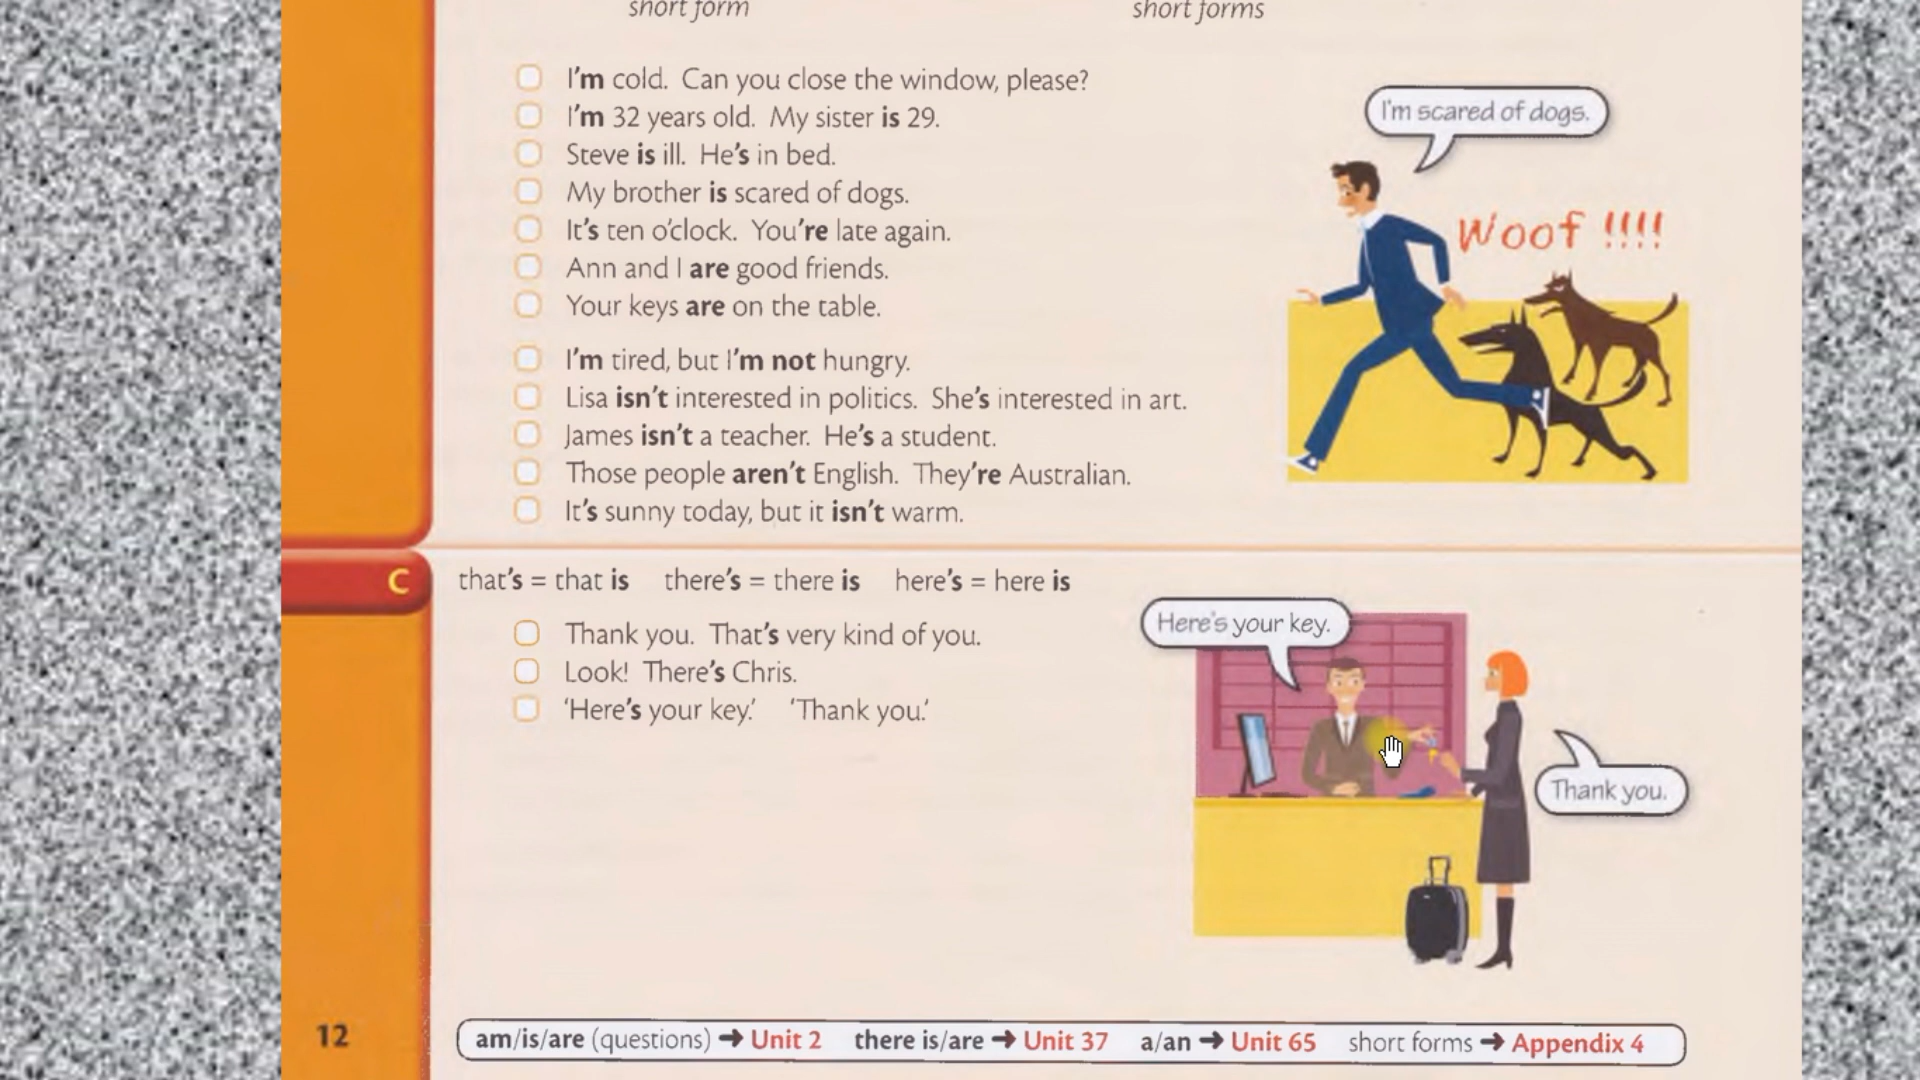 short form short forms
I'm cold. Can you close the window, please?
I'm 32 years old. My sister is 29.
Steve is ill. He's in bed.
My brother is scared of dogs.
It's ten o'clock. You're late again.
Ann and I are good friends.
Your keys are on the table.
I'm tired, but I'm not hungry.
Lisa isn't interested in politics. She's interested in art.
James isn't a teacher. He's a student.
Those people aren't English. They're Australian.
It's sunny today, but it isn't warm.
I'm scared of dogs.
Woof !!!!
C that's = that is there's = there is here's = here is
Thank you. That's very kind of you.
Look! There's Chris.
'Here's your key.' 'Thank you.'
Here's your key.
Thank you.
12
am/is/are (questions) ➜ Unit 2 there is/are ➜ Unit 37 a/an ➜ Unit 65 short forms ➜ Appendix 4